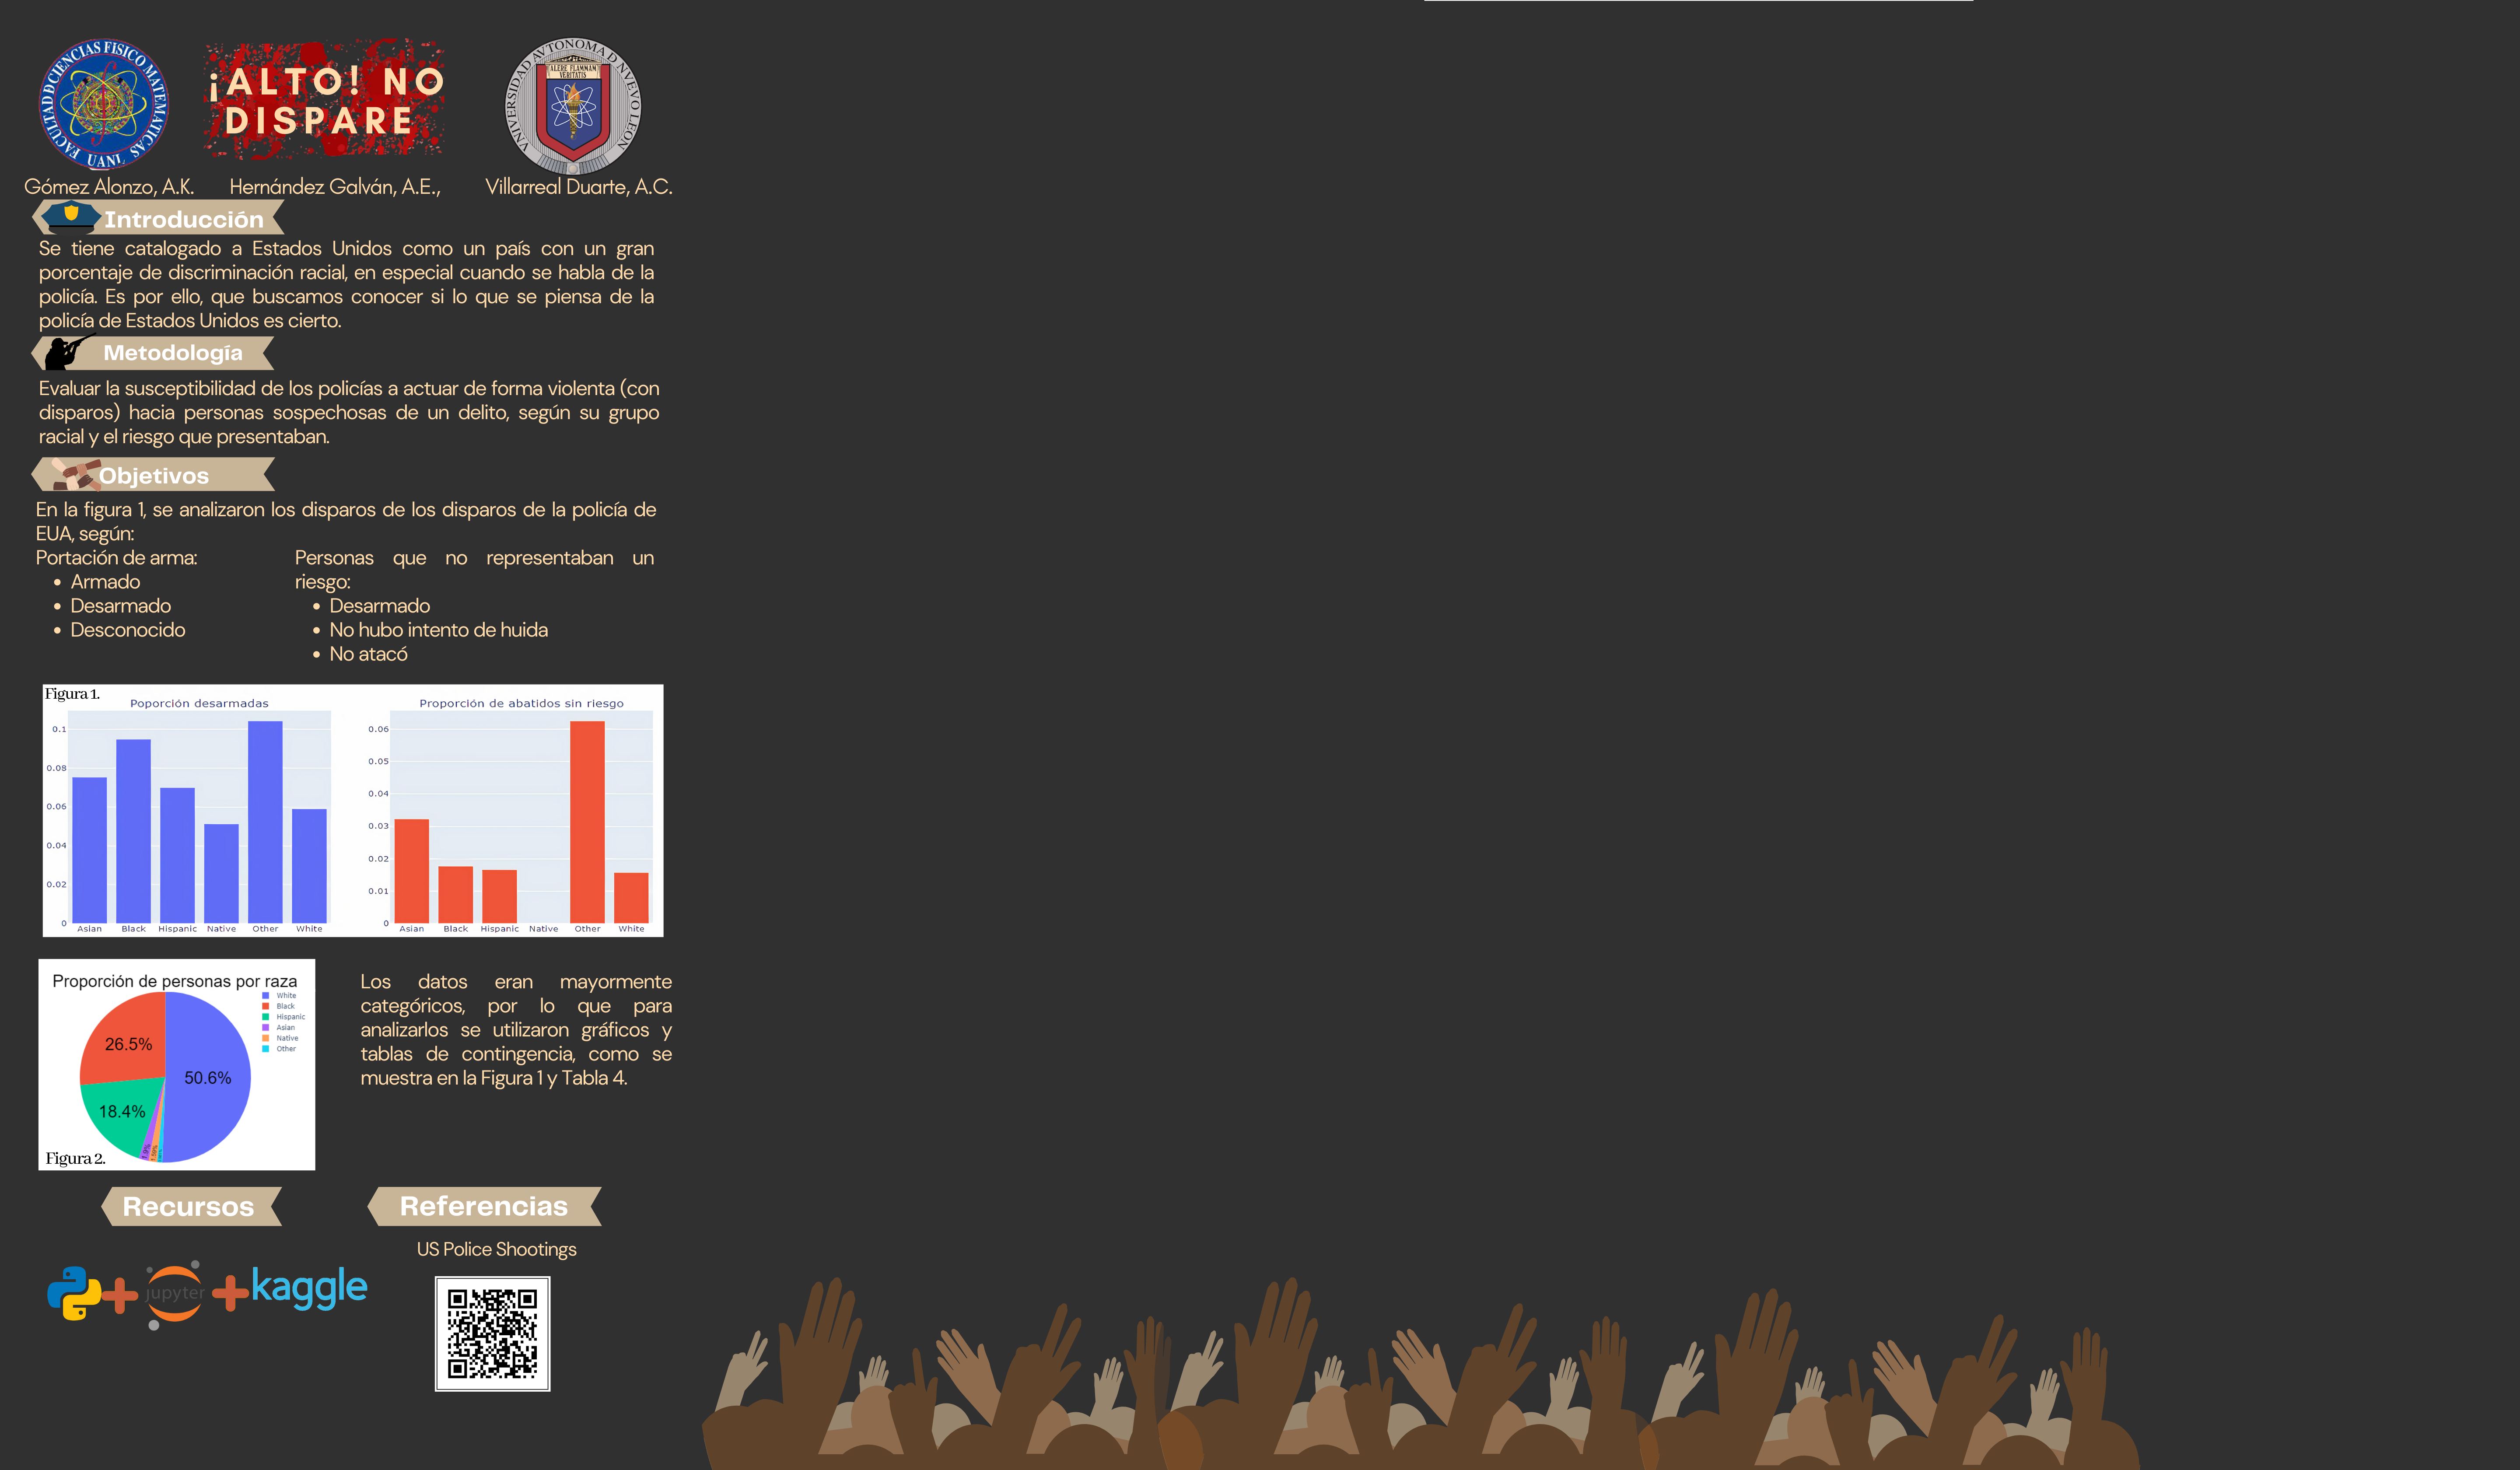 FACULTAD D CIENCIAS FISICO MATEMATICAS
UANL
¡ALTO! NO
DISPARE
UNIVERSIDAD AVTONOMA D NVEVO LEON
ALERE FLAMMAM
VERITATIS
Gómez Alonzo, A.K.
Hernández Galván, A.E.,
Villarreal Duarte, A.C.
Introducción
Se tiene catalogado a Estados Unidos como un país con un gran
porcentaje de discriminación racial, en especial cuando se habla de la
policía. Es por ello, que buscamos conocer si lo que se piensa de la
policía de Estados Unidos es cierto.
Metodología
Evaluar la susceptibilidad de los policías a actuar de forma violenta (con
disparos) hacia personas sospechosas de un delito, según su grupo
racial y el riesgo que presentaban.
Objetivos
En la figura 1, se analizaron los disparos de los disparos de la policía de
EUA, según:
Portación de arma:
• Armado
• Desarmado
• Desconocido
Personas que no representaban un
riesgo:
• Desarmado
• No hubo intento de huida
• No atacó
Figura 1.
Poporción desarmadas
0.1
0.08
0.06
0.04
0.02
0
Asian Black Hispanic Native Other White
Proporción de abatidos sin riesgo
0.06
0.05
0.04
0.03
0.02
0.01
0
Asian Black Hispanic Native Other White
Proporción de personas por raza
White
Black
Hispanic
Asian
Native
Other
26.5%
50.6%
18.4%
Figura 2.
Los datos eran mayormente
categóricos, por lo que para
analizarlos se utilizaron gráficos y
tablas de contingencia, como se
muestra en la Figura 1 y Tabla 4.
Recursos
jupyter
kaggle
Referencias
US Police Shootings